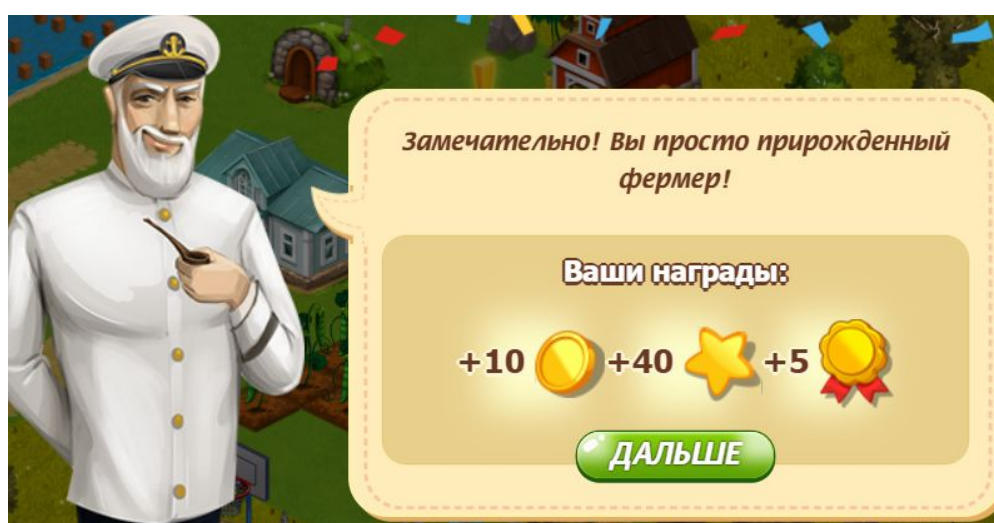 Замечательно! Вы просто прирожденный
фермер!
Ваши награды:
+10 +40 +5
ДАЛЬШЕ